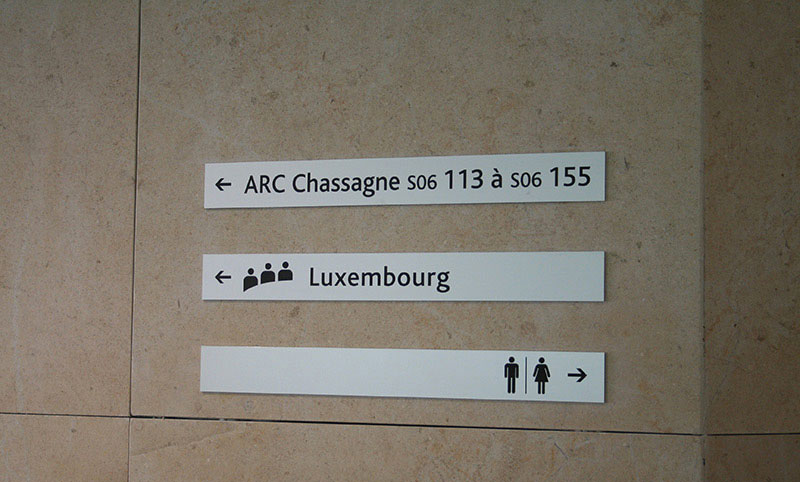 ← ARC Chassagne S06 113 à S06 155
← Luxembourg
→